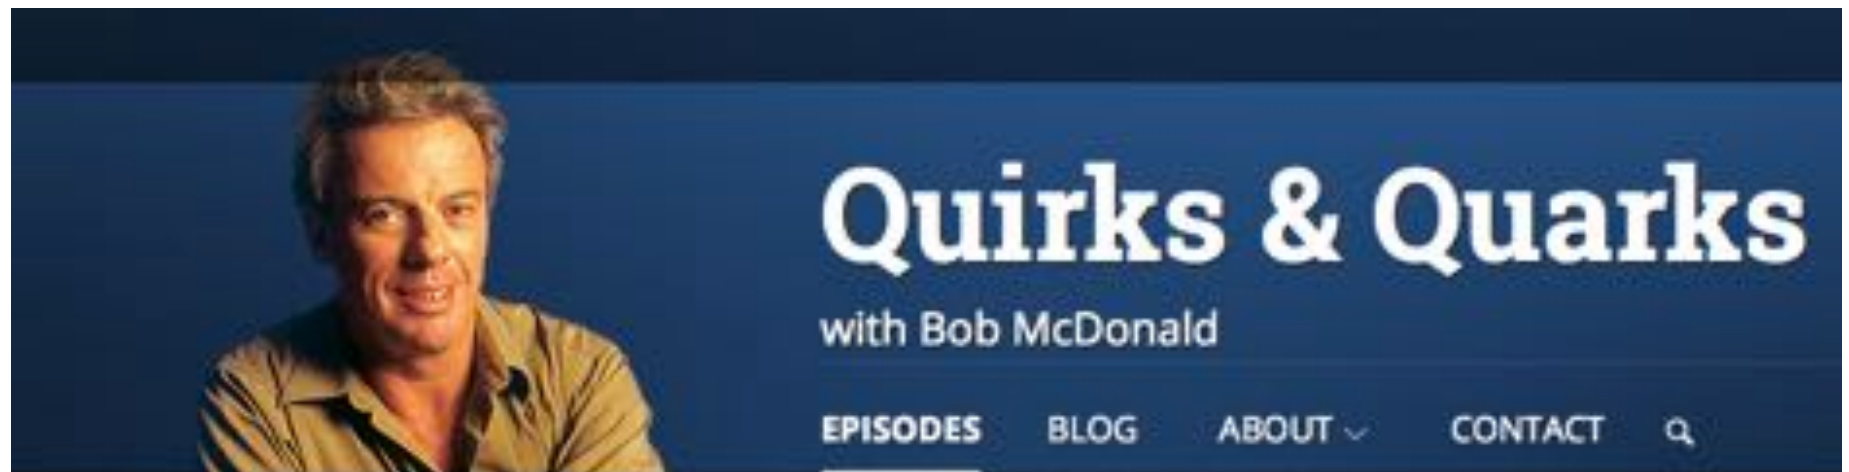 Quirks & Quarks
with Bob McDonald
EPISODES BLOG ABOUT CONTACT